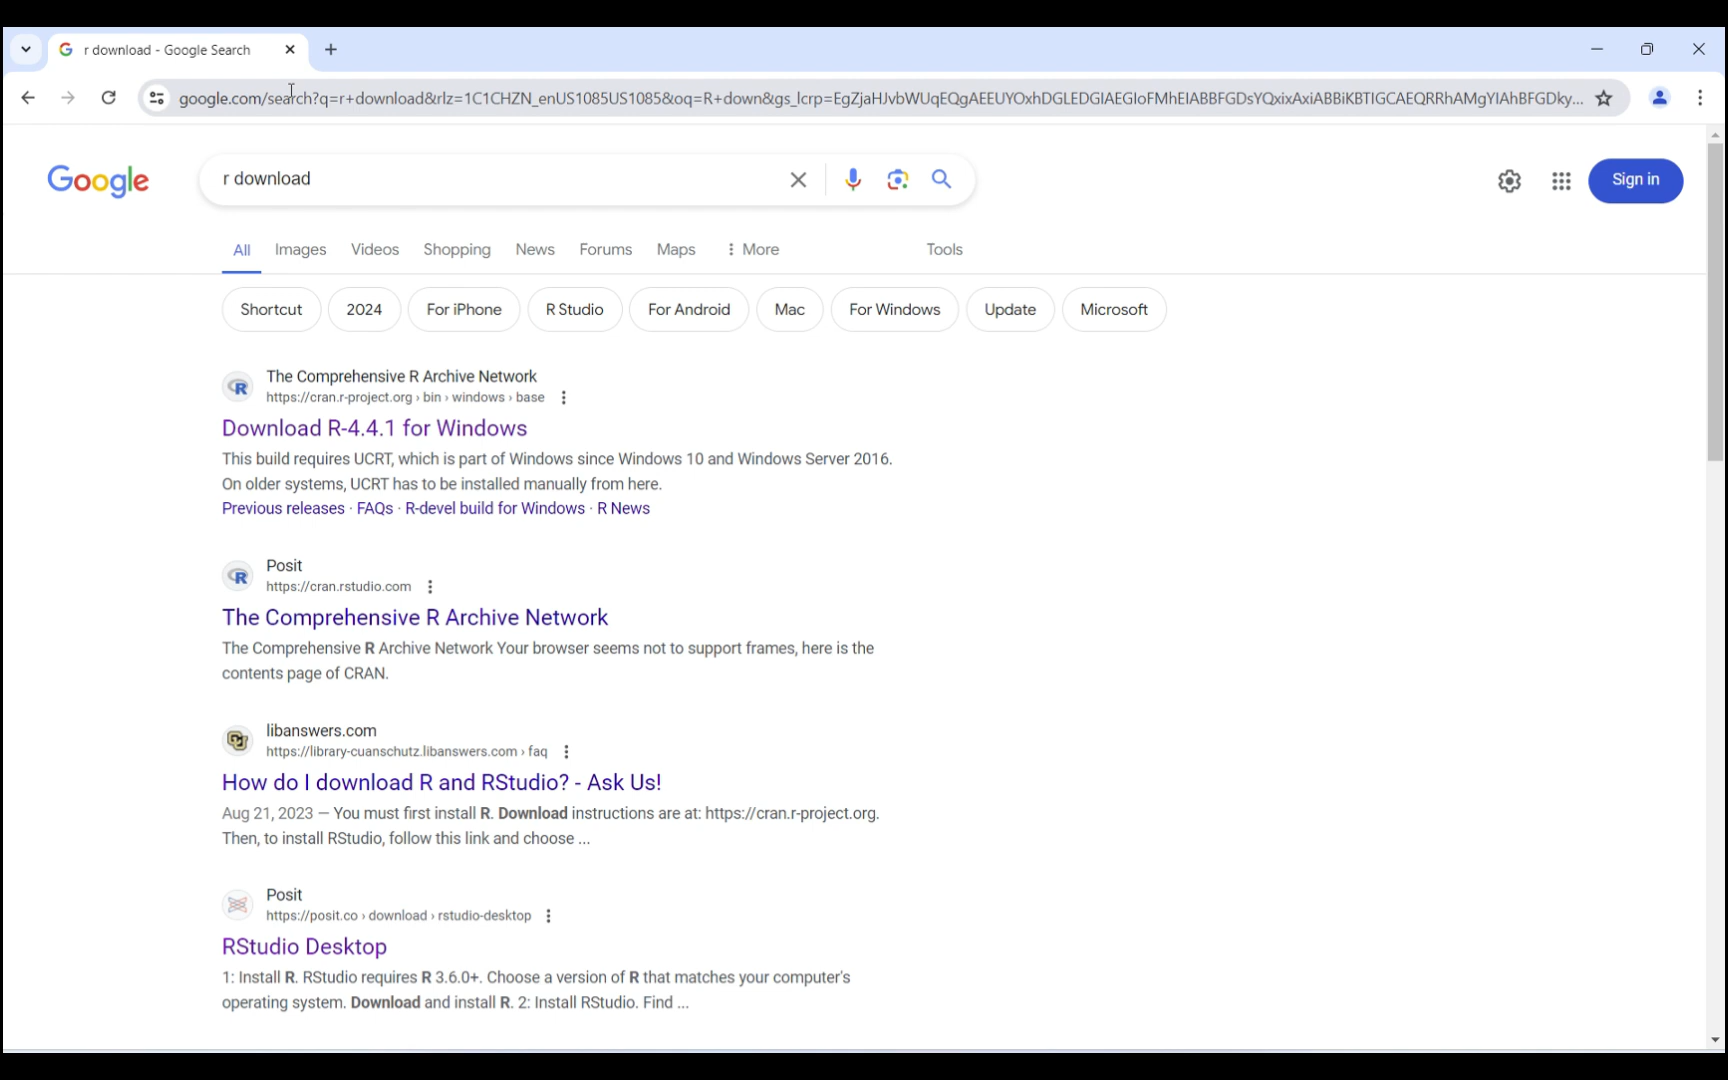 r download - Google Search
google.com/search?q=r+download&rlz=1C1CHZN_enUS1085US1085&oq=R+down&gs_lcrp=EgZjaHJvbWUqEQgAEEUYOxhDGLEDGIAEGIoFMhEIABBFGDsYQxixAxiABBiKBTIGCAEQRRhAMgYIAhBFGDky...
Google
r download
Sign in
All Images Videos Shopping News Forums Maps More Tools
Shortcut 2024 For iPhone R Studio For Android Mac For Windows Update Microsoft
The Comprehensive R Archive Network
https://cran.r-project.org › bin › windows › base
Download R-4.4.1 for Windows
This build requires UCRT, which is part of Windows since Windows 10 and Windows Server 2016.
On older systems, UCRT has to be installed manually from here.
Previous releases · FAQs · R-devel build for Windows · R News
Posit
https://cran.rstudio.com
The Comprehensive R Archive Network
The Comprehensive R Archive Network Your browser seems not to support frames, here is the
contents page of CRAN.
libanswers.com
https://library-cuanschutz.libanswers.com › faq
How do I download R and RStudio? - Ask Us!
Aug 21, 2023 — You must first install R. Download instructions are at: https://cran.r-project.org.
Then, to install RStudio, follow this link and choose ...
Posit
https://posit.co › download › rstudio-desktop
RStudio Desktop
1: Install R. RStudio requires R 3.6.0+. Choose a version of R that matches your computer's
operating system. Download and install R. 2: Install RStudio. Find ...